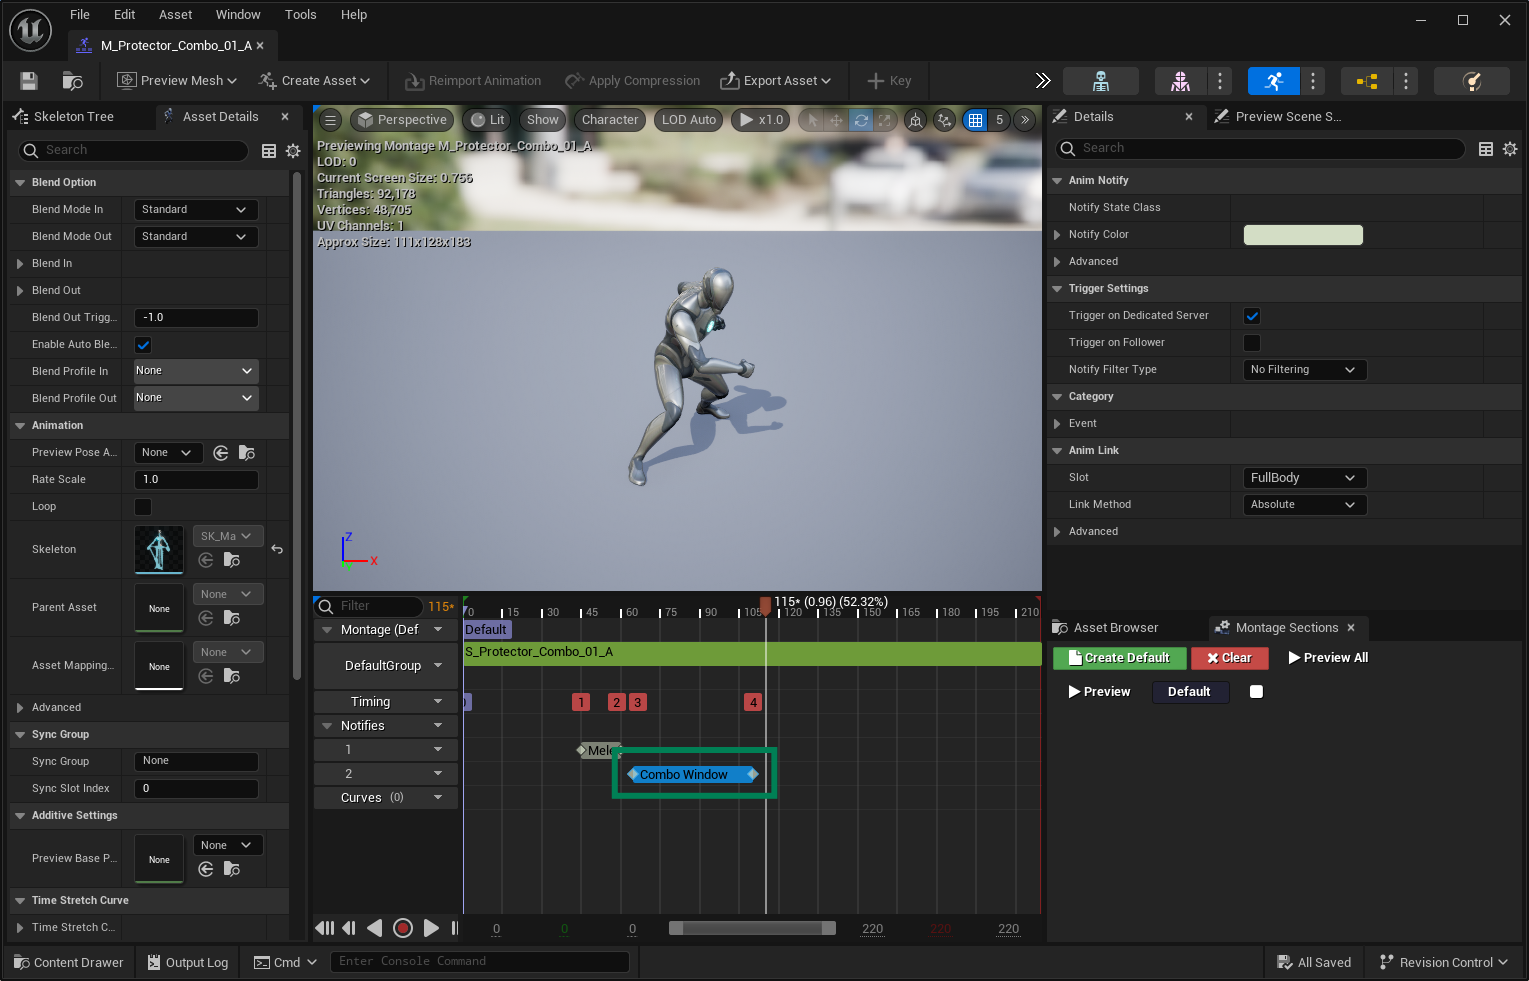 File Edit Asset Window Tools Help
M_Protector_Combo_01_A
Preview Mesh Create Asset Reimport Animation Apply Compression Export Asset Key
Skeleton Tree Asset Details
Search
Blend Option
Blend Mode In Standard
Blend Mode Out Standard
Blend In
Blend Out
Blend Out Trigg... -1.0
Enable Auto Ble...
Blend Profile In None
Blend Profile Out None
Animation
Preview Pose A... None
Rate Scale 1.0
Loop
Skeleton SK_Ma
Parent Asset None None
Asset Mapping... None None
Advanced
Sync Group
Sync Group None
Sync Slot Index 0
Additive Settings
Preview Base P... None None
Time Stretch Curve
Time Stretch C...
Perspective Lit Show Character LOD Auto x1.0 5
Previewing Montage M_Protector_Combo_01_A
LOD: 0
Current Screen Size: 0.756
Triangles: 92,178
Vertices: 48,705
UV Channels: 1
Approx Size: 111x128x183
Z
X
Filter 115*
115* (0.96) (52.32%)
0 15 30 45 60 75 90 105 120 135 150 165 180 195 210
Montage (Def Default
DefaultGroup S_Protector_Combo_01_A
Timing 1 2 3 4
Notifies
1 Mele
2 Combo Window
Curves (0)
0 0 0 220 220 220
Details Preview Scene S...
Search
Anim Notify
Notify State Class
Notify Color
Advanced
Trigger Settings
Trigger on Dedicated Server
Trigger on Follower
Notify Filter Type No Filtering
Category
Event
Anim Link
Slot FullBody
Link Method Absolute
Advanced
Asset Browser Montage Sections
Create Default Clear Preview All
Preview Default
Content Drawer Output Log Cmd Enter Console Command All Saved Revision Control